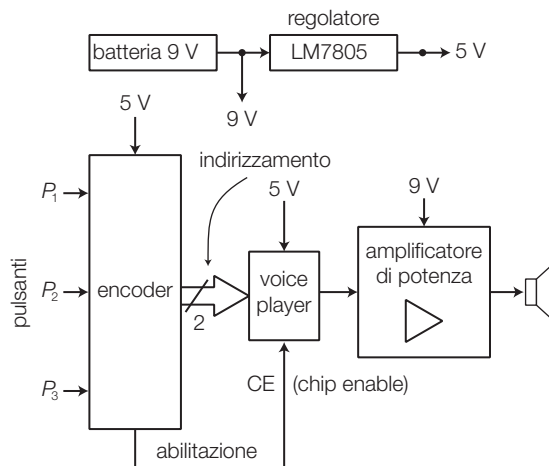 regolatore
batteria 9 V
LM7805
5 V
9 V
5 V
indirizzamento
5 V
9 V
P1
P2
P3
pulsanti
encoder
2
voice
player
amplificatore
di potenza
CE (chip enable)
abilitazione